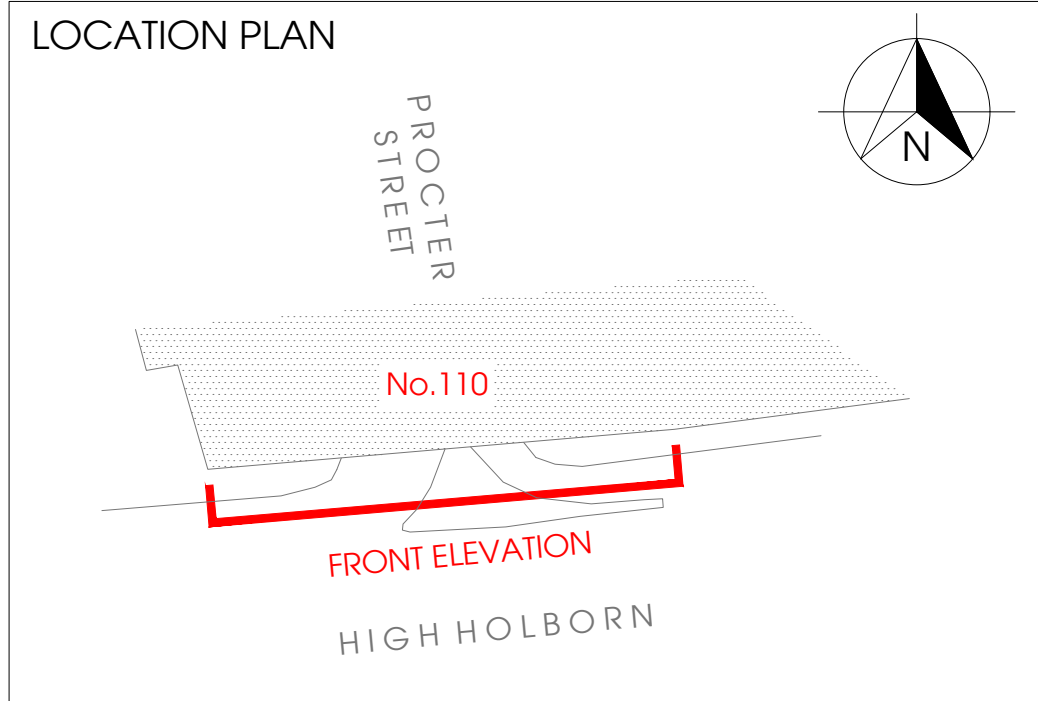 LOCATION PLAN
N
PROCTER
STREET
No.110
FRONT ELEVATION
HIGH HOLBORN